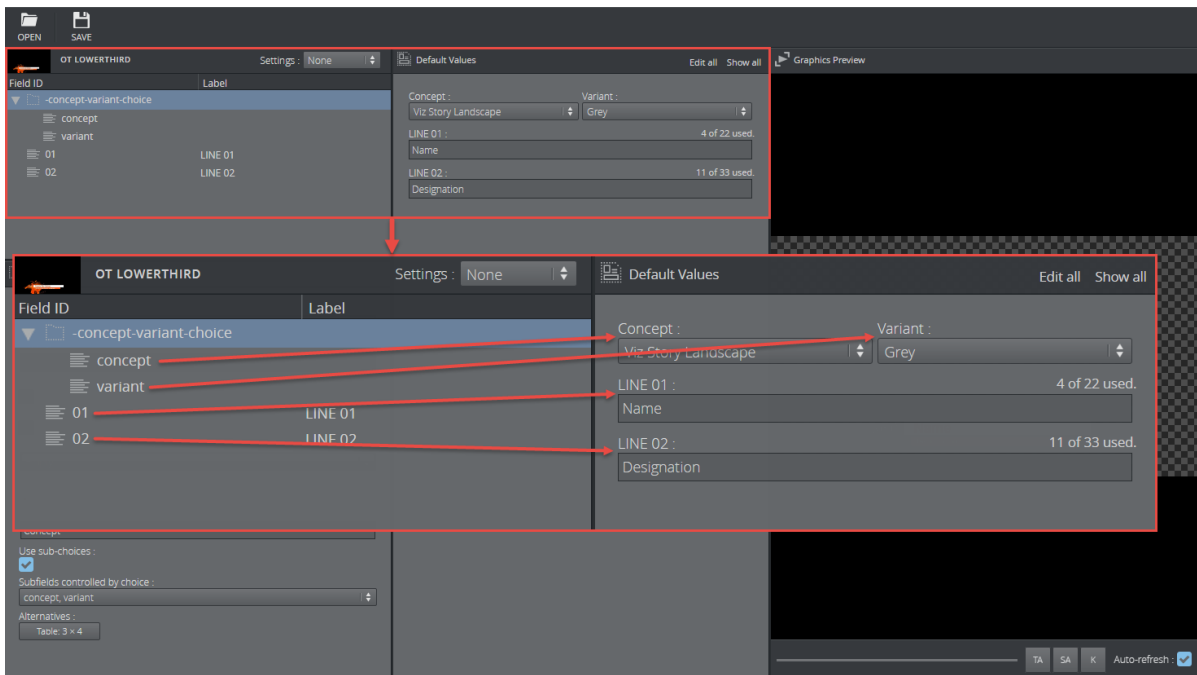 OPEN SAVE
OT LOWERTHIRD Settings : None Default Values Edit all Show all Graphics Preview
Field ID Label
-concept-variant-choice
concept
variant
01 LINE 01
02 LINE 02
Concept : Variant :
Viz Story Landscape Grey
LINE 01 : 4 of 22 used.
Name
LINE 02 : 11 of 33 used.
Designation
OT LOWERTHIRD Settings : None Default Values Edit all Show all
Field ID Label
-concept-variant-choice
concept
variant
01 LINE 01
02 LINE 02
Concept : Variant :
Viz Story Landscape Grey
LINE 01 : 4 of 22 used.
Name
LINE 02 : 11 of 33 used.
Designation
Concept
Use sub-choices :
Subfields controlled by choice :
concept, variant
Alternatives :
Table: 3 × 4
TA SA K Auto-refresh :